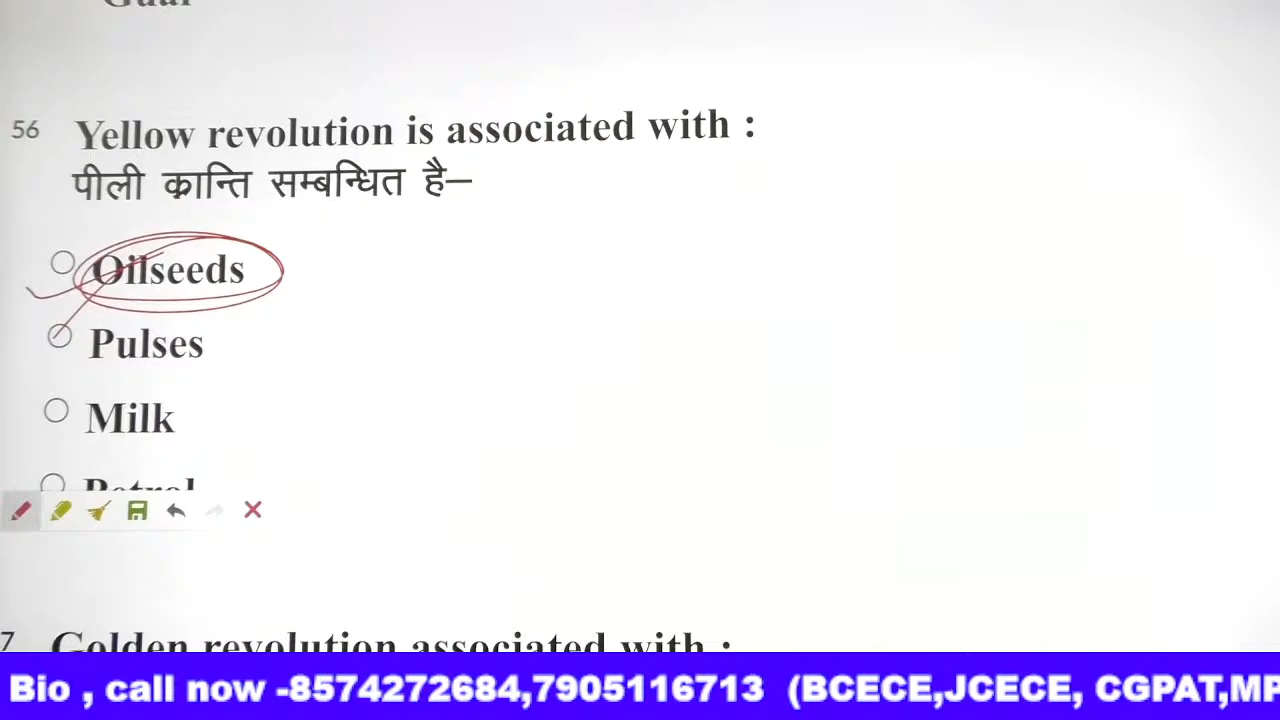 56 Yellow revolution is associated with :
पीली क्रान्ति सम्बन्धित है–
Oilseeds
Pulses
Milk
Petrol
7 Golden revolution associated with :
Bio , call now -8574272684,7905116713 (BCECE,JCECE, CGPAT,MP